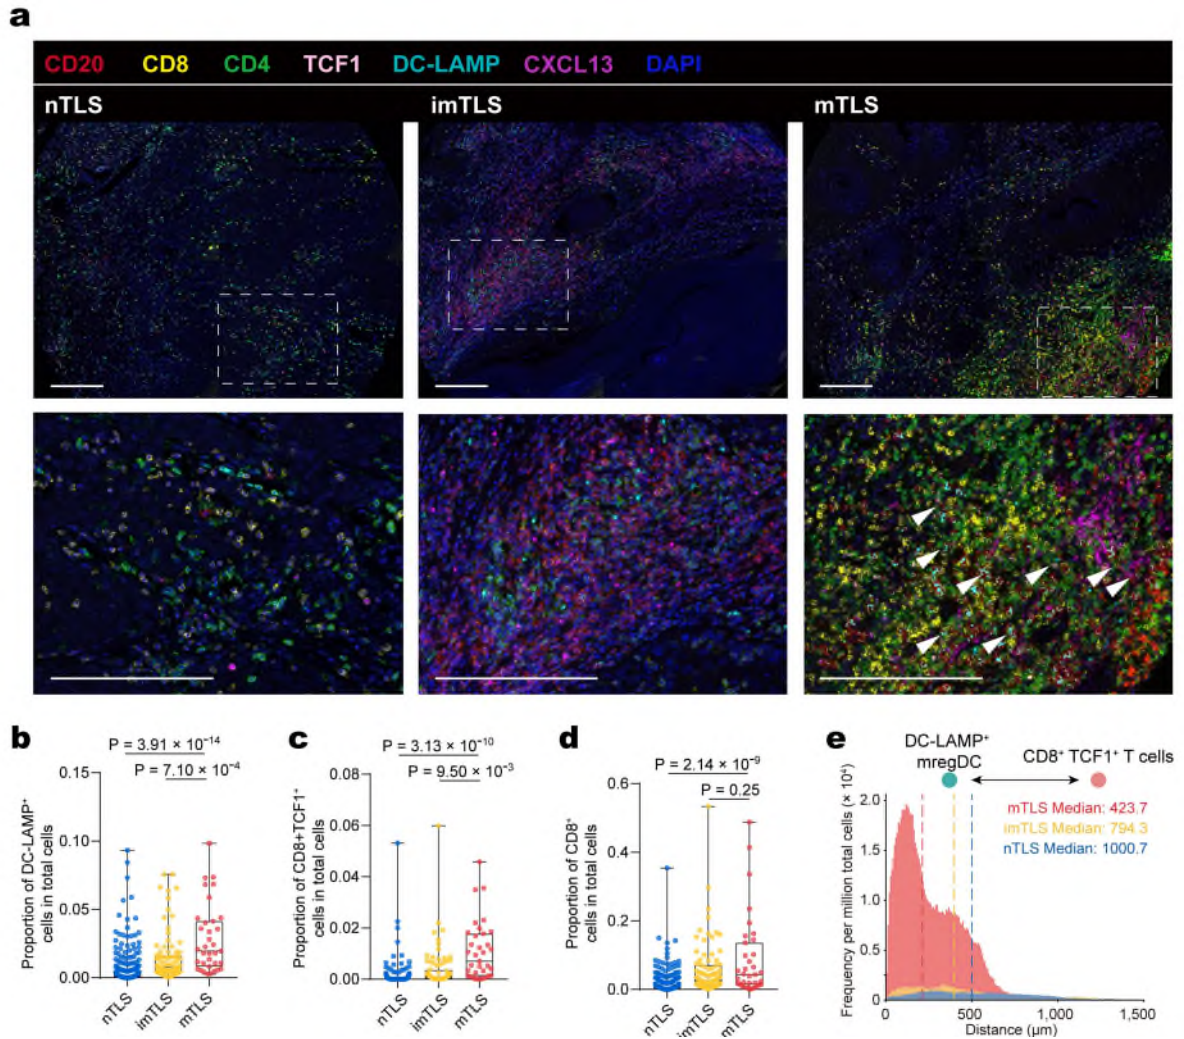 a
CD20 CD8 CD4 TCF1 DC-LAMP CXCL13 DAPI
nTLS imTLS mTLS
b
P = 3.91 × 10⁻¹⁴
P = 7.10 × 10⁻⁴
Proportion of DC-LAMP⁺
cells in total cells
0.15
0.10
0.05
0.00
nTLS
imTLS
mTLS
c
P = 3.13 × 10⁻¹⁰
P = 9.50 × 10⁻³
Proportion of CD8+TCF1⁺
cells in total cells
0.08
0.06
0.04
0.02
0.00
nTLS
imTLS
mTLS
d
P = 2.14 × 10⁻⁹
P = 0.25
Proportion of CD8⁺
cells in total cells
0.6
0.4
0.2
0.0
nTLS
imTLS
mTLS
e
DC-LAMP⁺
mregDC
CD8⁺ TCF1⁺ T cells
mTLS Median: 423.7
imTLS Median: 794.3
nTLS Median: 1000.7
Frequency per million total cells (× 10⁴)
2.0
1.5
1.0
0.5
0
0 500 1,000 1,500
Distance (μm)